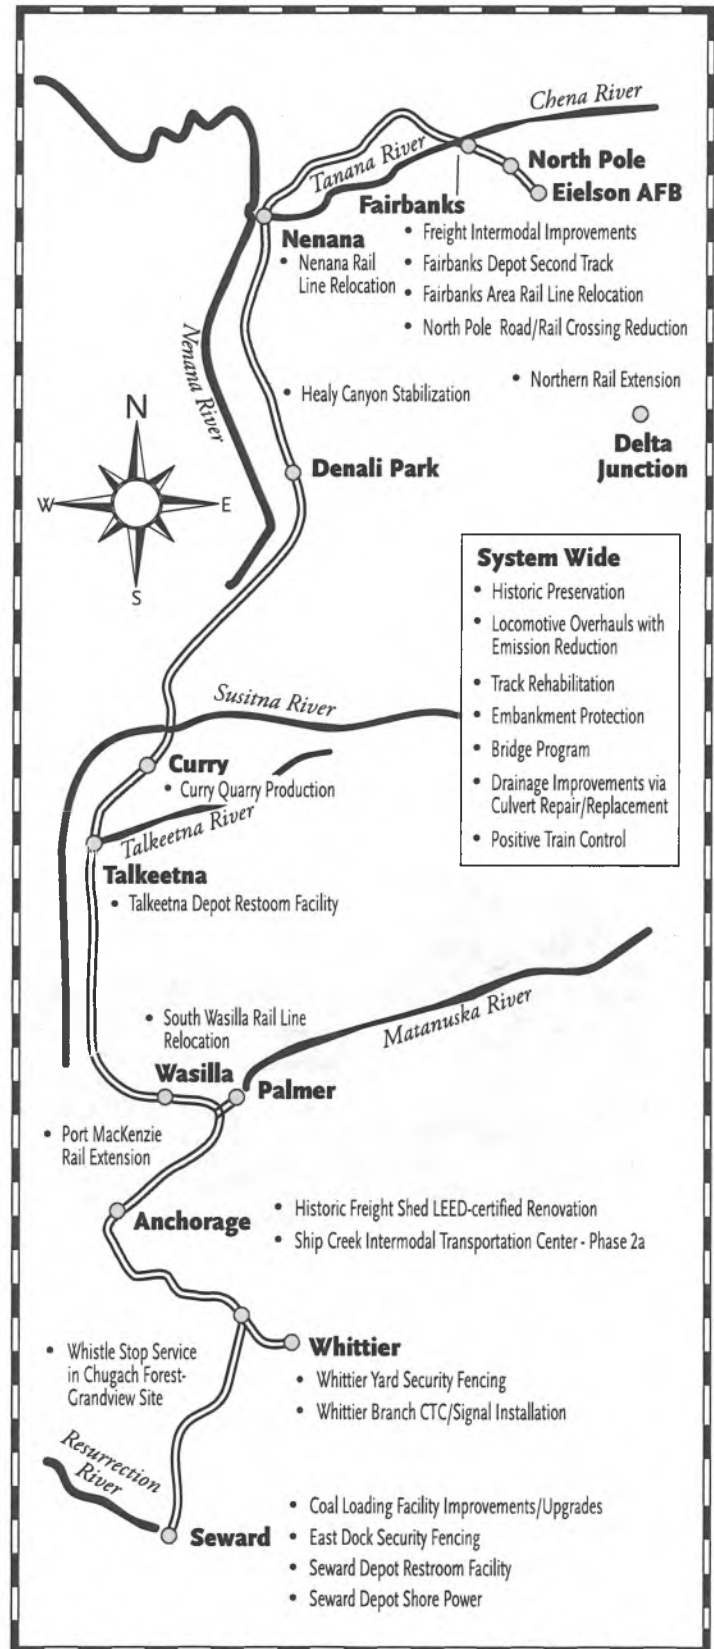 Chena River
Tanana River
North Pole
Eielson AFB
Fairbanks
• Freight Intermodal Improvements
• Fairbanks Depot Second Track
• Fairbanks Area Rail Line Relocation
• North Pole Road/Rail Crossing Reduction
Nenana
• Nenana Rail
Line Relocation
Nenana River
• Healy Canyon Stabilization
• Northern Rail Extension
Delta
Junction
Denali Park
N
W
E
S
System Wide
• Historic Preservation
• Locomotive Overhauls with
Emission Reduction
• Track Rehabilitation
• Embankment Protection
• Bridge Program
• Drainage Improvements via
Culvert Repair/Replacement
• Positive Train Control
Susitna River
Curry
• Curry Quarry Production
Talkeetna River
Talkeetna
• Talkeetna Depot Restoom Facility
Matanuska River
• South Wasilla Rail Line
Relocation
Wasilla
Palmer
• Port MacKenzie
Rail Extension
Anchorage
• Historic Freight Shed LEED-certified Renovation
• Ship Creek Intermodal Transportation Center - Phase 2a
Whittier
• Whittier Yard Security Fencing
• Whittier Branch CTC/Signal Installation
• Whistle Stop Service
in Chugach Forest-
Grandview Site
Resurrection
River
Seward
• Coal Loading Facility Improvements/Upgrades
• East Dock Security Fencing
• Seward Depot Restroom Facility
• Seward Depot Shore Power